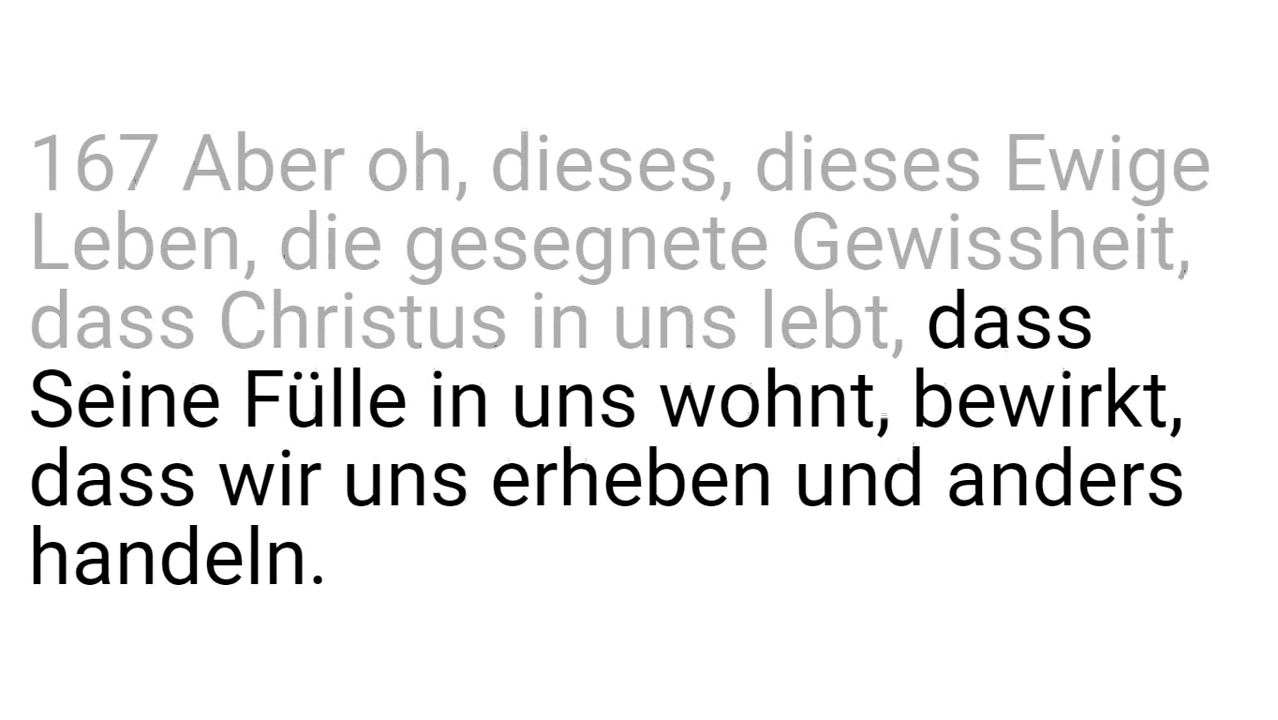 167 Aber oh, dieses, dieses Ewige
Leben, die gesegnete Gewissheit,
dass Christus in uns lebt, dass
Seine Fülle in uns wohnt, bewirkt,
dass wir uns erheben und anders
handeln.